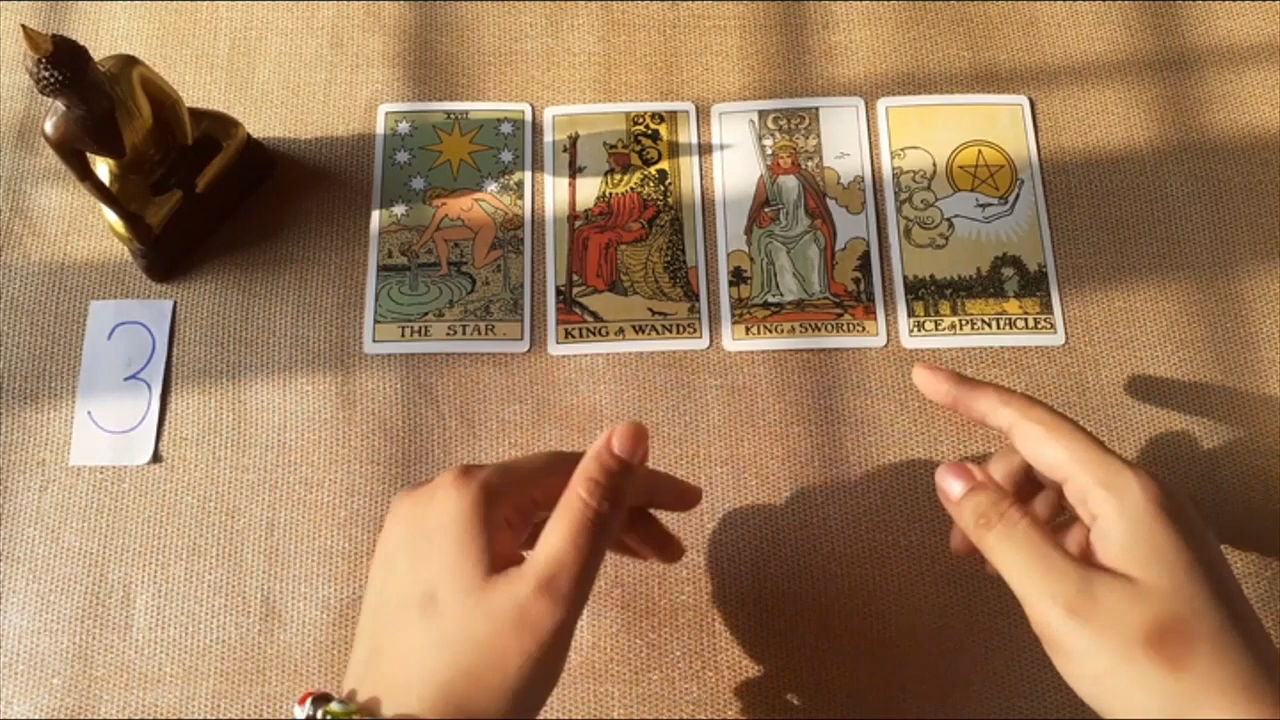 XVII
THE STAR.
KING of WANDS
KING of SWORDS.
ACE of PENTACLES.
3